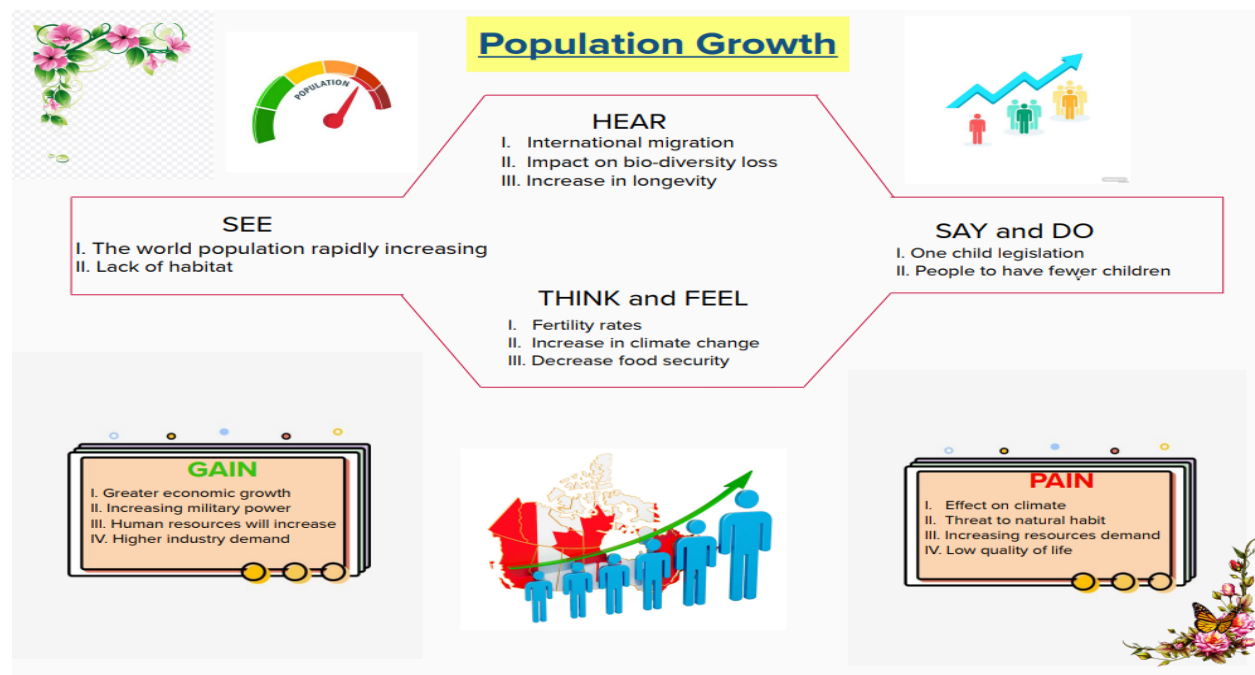 Population Growth
POPULATION
HEAR
I. International migration
II. Impact on bio-diversity loss
III. Increase in longevity
SEE
I. The world population rapidly increasing
II. Lack of habitat
SAY and DO
I. One child legislation
II. People to have fewer children
THINK and FEEL
I. Fertility rates
II. Increase in climate change
III. Decrease food security
GAIN
I. Greater economic growth
II. Increasing military power
III. Human resources will increase
IV. Higher industry demand
PAIN
I. Effect on climate
II. Threat to natural habit
III. Increasing resources demand
IV. Low quality of life